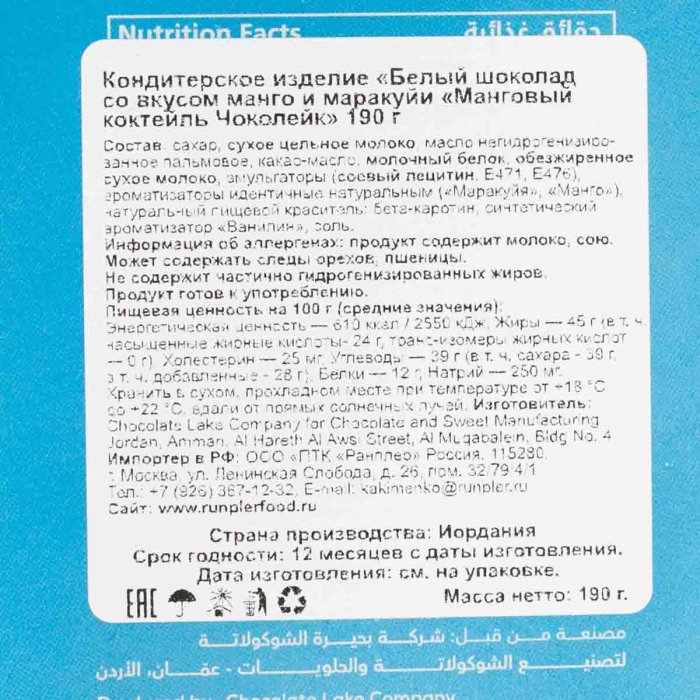 Nutrition Facts حقائق غذائية
Кондитерское изделие «Белый шоколад
со вкусом манго и маракуйи «Манговый
коктейль Чоколейк» 190 г
Состав: сахар, сухое цельное молоко, масло негидрогенизиро-
ванное пальмовое, какао-масло, молочный белок, обезжиренное
сухое молоко, эмульгаторы (соевый лецитин, Е471, Е476),
ароматизаторы идентичные натуральным («Маракуйя», «Манго»),
натуральный пищевой краситель: бета-каротин, синтетический
ароматизатор «Ванилин», соль.
Информация об аллергенах: продукт содержит молоко, сою.
Может содержать следы орехов, пшеницы.
Не содержит частично гидрогенизированных жиров.
Продукт готов к употреблению.
Пищевая ценность на 100 г (средние значения):
Энергетическая ценность — 610 ккал / 2550 кДж, Жиры — 45 г (в т. ч.
насыщенные жирные кислоты- 24 г, транс-изомеры жирных кислот
— 0 г), Холестерин — 25 мг, Углеводы — 39 г (в т. ч. сахара - 39 г,
в т. ч. добавленные - 28 г), Белки — 12 г, Натрий — 250 мг.
Хранить в сухом, прохладном месте при температуре от +18 °C
до +22 °C, вдали от прямых солнечных лучей. Изготовитель:
Chocolate Lake Company for Chocolate and Sweet Manufacturing
Jordan, Amman, Al Hareth Al Awsi Street, Al Muqabalein, Bldg No. 4
Импортер в РФ: ООО «ПТК «Ранплер» Россия, 115280,
г. Москва, ул. Ленинская Слобода, д. 26, пом. 32/79 4/1
Тел.: +7 (926) 367-12-32, E-mail: kakimenko@runpler.ru
Сайт: www.runplerfood.ru
Страна производства: Иордания
Срок годности: 12 месяцев с даты изготовления.
Дата изготовления: см. на упаковке.
EAC Масса нетто: 190 г.
مصنعة من قبل: شركة بحيرة الشوكولاتة
لتصنيع الشوكولاتة والحلويات - عمّان، الأردن
Chocolate Lake Company